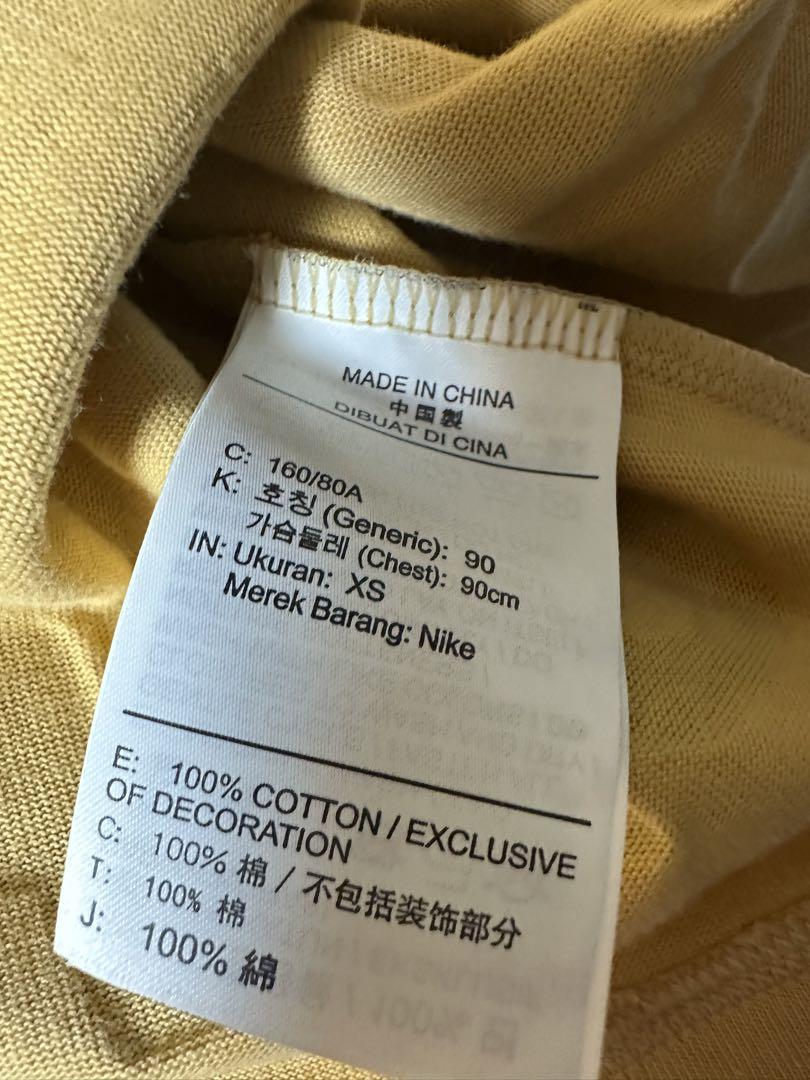 MADE IN CHINA
中国製
DIBUAT DI CINA
C: 160/80A
K: 호칭 (Generic): 90
가슴둘레 (Chest): 90cm
IN: Ukuran: XS
Merek Barang: Nike
E: 100% COTTON / EXCLUSIVE
OF DECORATION
C: 100% 棉 / 不包括装饰部分
T: 100% 棉
J: 100% 綿